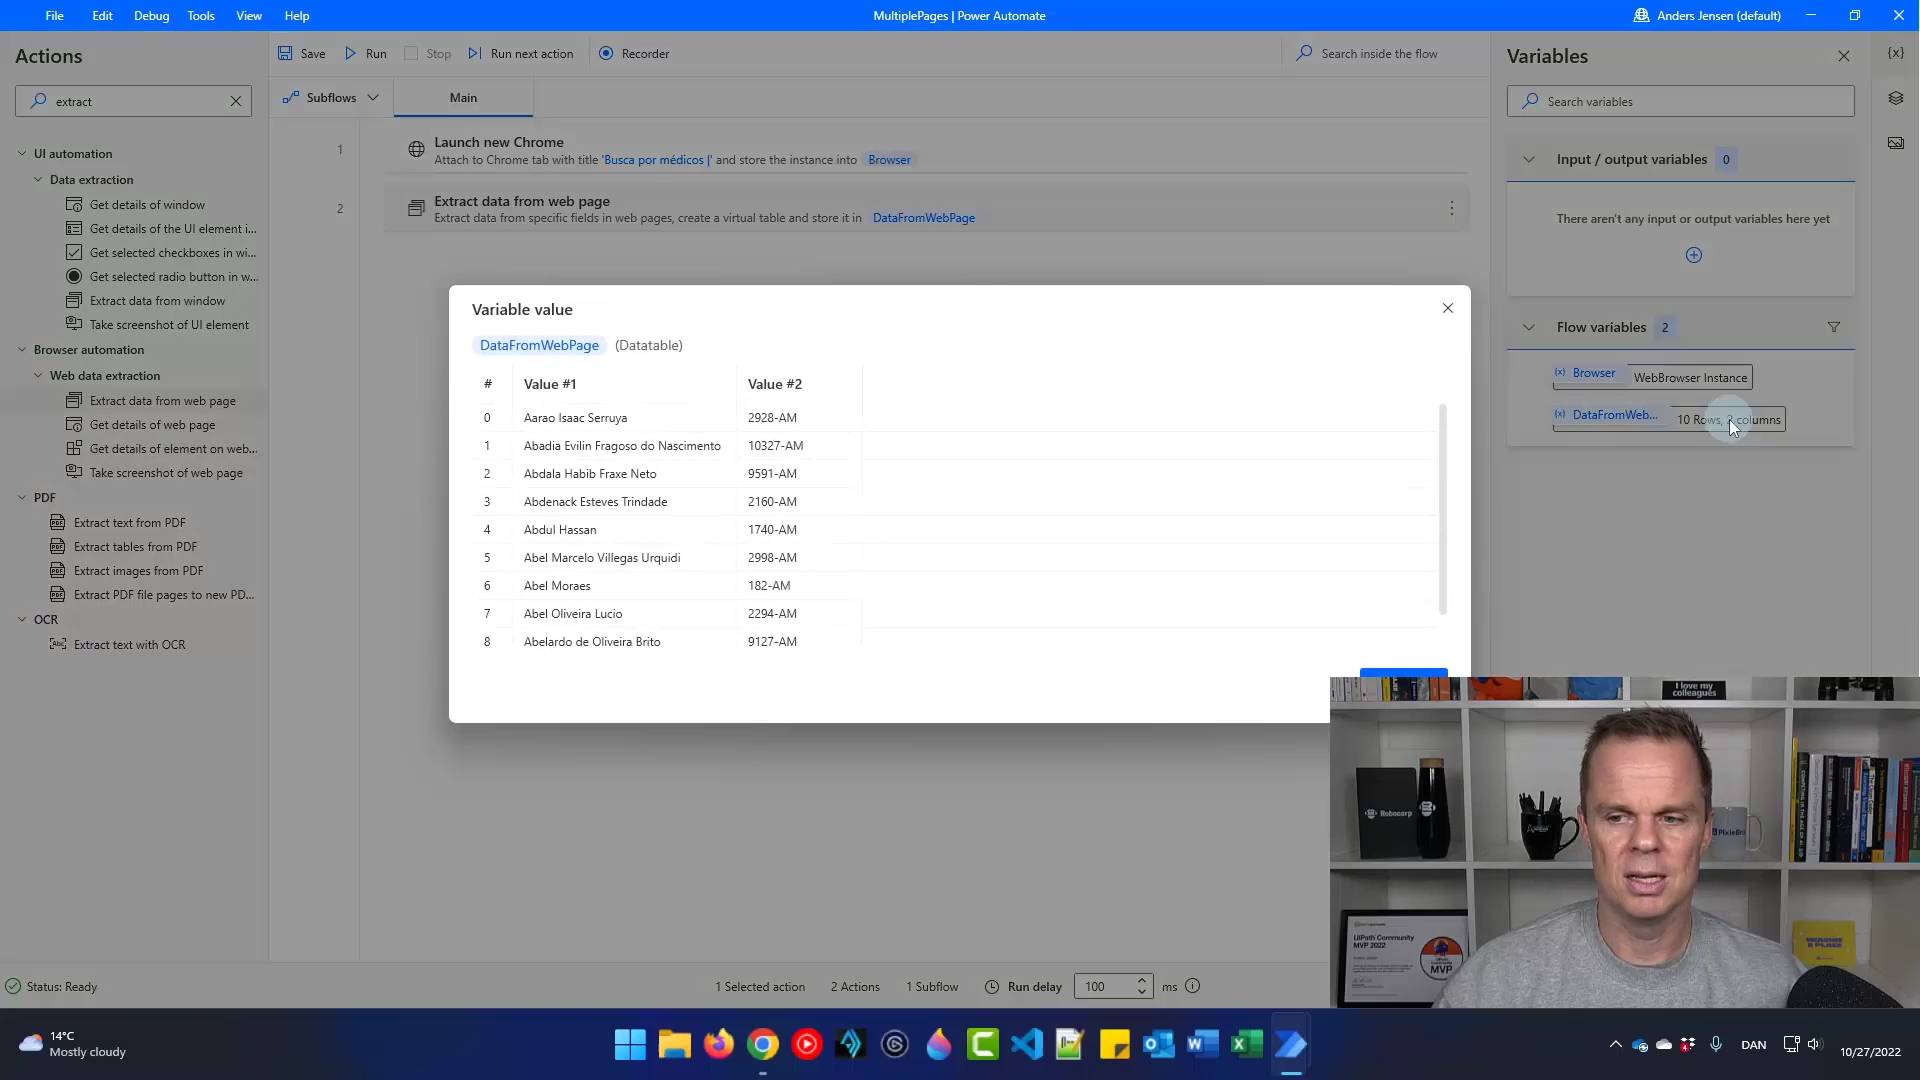 File
Edit
Debug
Tools
View
Help
MultiplePages | Power Automate
Anders Jensen (default)
Actions
extract
UI automation
Data extraction
Get details of window
Get details of the UI element i...
Get selected checkboxes in wi...
Get selected radio button in w...
Extract data from window
Take screenshot of UI element
Browser automation
Web data extraction
Extract data from web page
Get details of web page
Get details of element on web...
Take screenshot of web page
PDF
Extract text from PDF
Extract tables from PDF
Extract images from PDF
Extract PDF file pages to new PD...
OCR
Extract text with OCR
Save
Run
Stop
Run next action
Recorder
Search inside the flow
Subflows
Main
1
Launch new Chrome
Attach to Chrome tab with title 'Busca por médicos |' and store the instance into Browser
2
Extract data from web page
Extract data from specific fields in web pages, create a virtual table and store it in DataFromWebPage
Variable value
DataFromWebPage (Datatable)
# Value #1 Value #2
0 Aarao Isaac Serruya 2928-AM
1 Abadia Evilin Fragoso do Nascimento 10327-AM
2 Abdala Habib Fraxe Neto 9591-AM
3 Abdenack Esteves Trindade 2160-AM
4 Abdul Hassan 1740-AM
5 Abel Marcelo Villegas Urquidi 2998-AM
6 Abel Moraes 182-AM
7 Abel Oliveira Lucio 2294-AM
8 Abelardo de Oliveira Brito 9127-AM
Variables
{x}
Search variables
Input / output variables 0
There aren't any input or output variables here yet
Flow variables 2
(x) Browser WebBrowser Instance
(x) DataFromWeb... 10 Rows, 2 columns
I love my
colleagues
Robocorp
PixieBri
UiPath Community
MVP 2022
MVP
Status: Ready
1 Selected action
2 Actions
1 Subflow
Run delay
100
ms
14°C
Mostly cloudy
DAN
10/27/2022